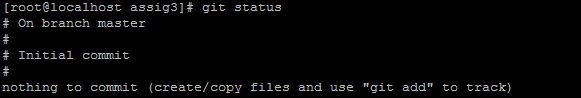 [root@localhost assig3]# git status
# On branch master
#
# Initial commit
#
nothing to commit (create/copy files and use "git add" to track)